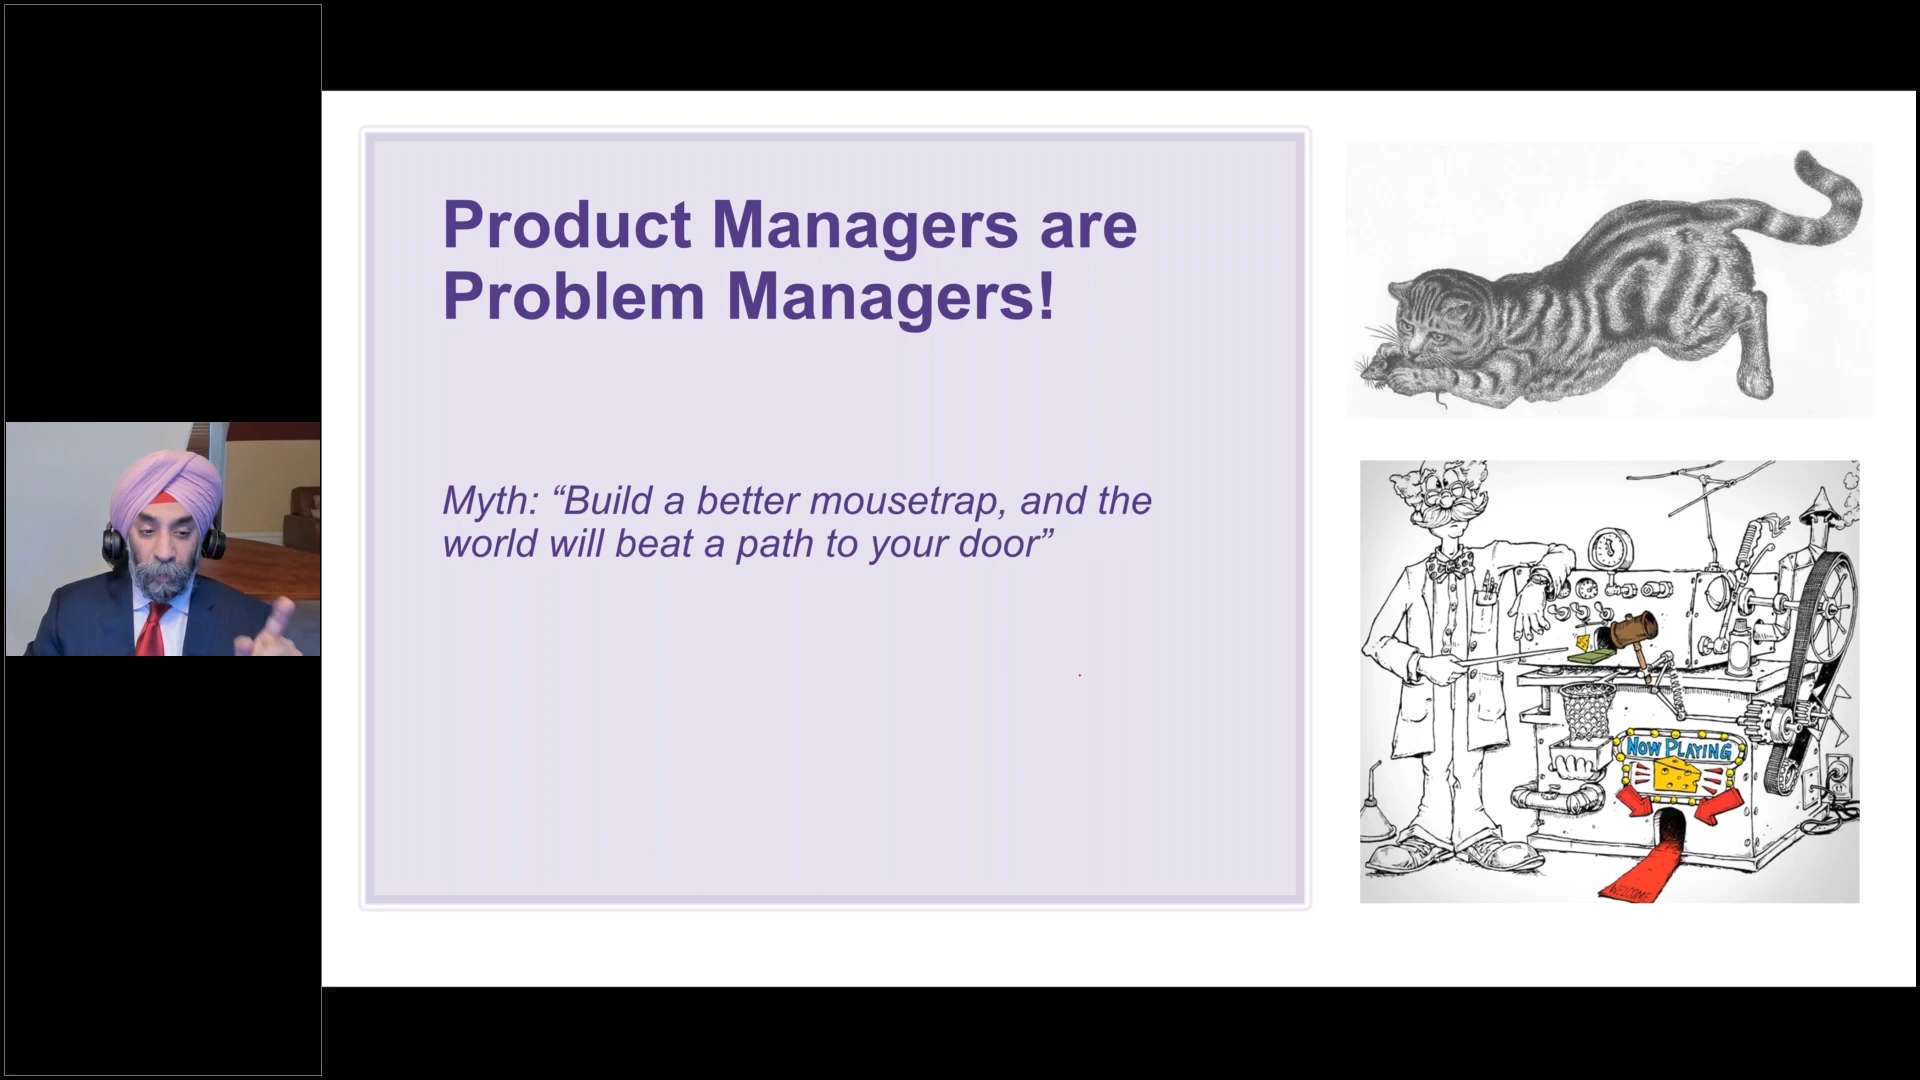 Product Managers are
Problem Managers!
Myth: “Build a better mousetrap, and the
world will beat a path to your door”
NOW PLAYING
WELCOME